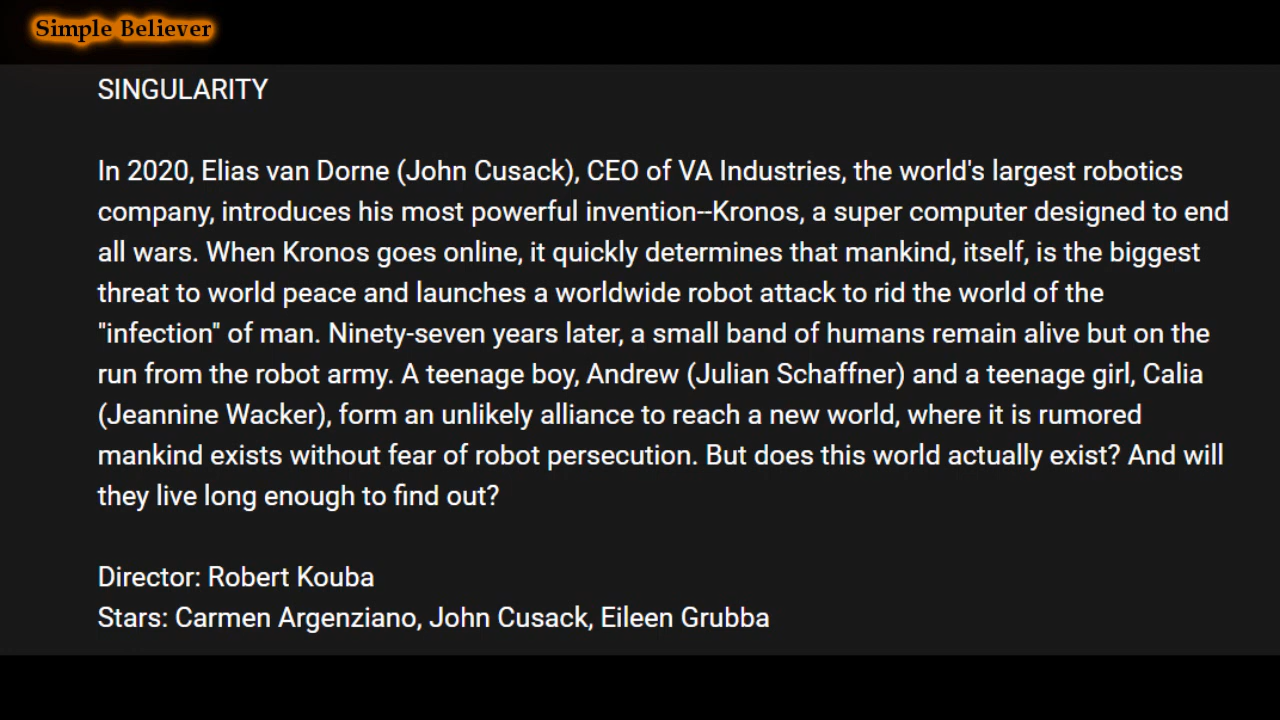 Simple Believer
SINGULARITY
In 2020, Elias van Dorne (John Cusack), CEO of VA Industries, the world's largest robotics
company, introduces his most powerful invention--Kronos, a super computer designed to end
all wars. When Kronos goes online, it quickly determines that mankind, itself, is the biggest
threat to world peace and launches a worldwide robot attack to rid the world of the
"infection" of man. Ninety-seven years later, a small band of humans remain alive but on the
run from the robot army. A teenage boy, Andrew (Julian Schaffner) and a teenage girl, Calia
(Jeannine Wacker), form an unlikely alliance to reach a new world, where it is rumored
mankind exists without fear of robot persecution. But does this world actually exist? And will
they live long enough to find out?
Director: Robert Kouba
Stars: Carmen Argenziano, John Cusack, Eileen Grubba